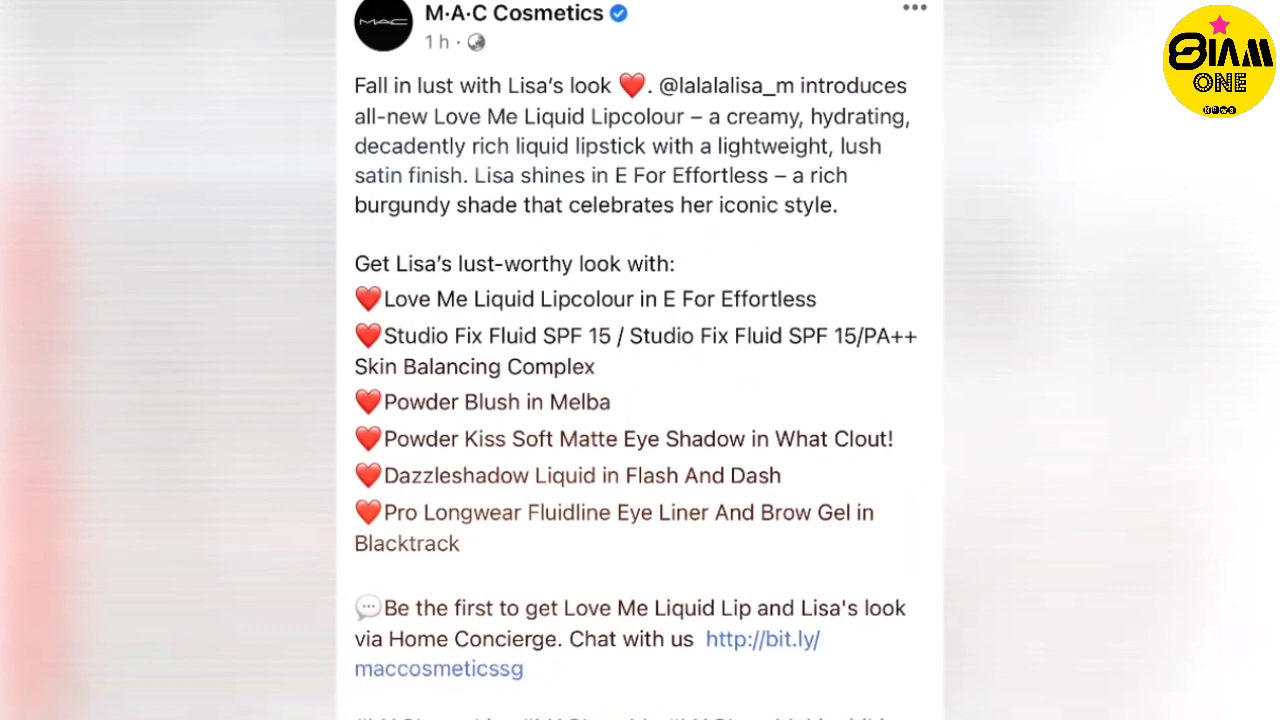 M·A·C Cosmetics
1 h ·
Fall in lust with Lisa's look ❤️. @lalalalisa_m introduces
all-new Love Me Liquid Lipcolour – a creamy, hydrating,
decadently rich liquid lipstick with a lightweight, lush
satin finish. Lisa shines in E For Effortless – a rich
burgundy shade that celebrates her iconic style.
Get Lisa's lust-worthy look with:
❤️Love Me Liquid Lipcolour in E For Effortless
❤️Studio Fix Fluid SPF 15 / Studio Fix Fluid SPF 15/PA++
Skin Balancing Complex
❤️Powder Blush in Melba
❤️Powder Kiss Soft Matte Eye Shadow in What Clout!
❤️Dazzleshadow Liquid in Flash And Dash
❤️Pro Longwear Fluidline Eye Liner And Brow Gel in
Blacktrack
💬Be the first to get Love Me Liquid Lip and Lisa's look
via Home Concierge. Chat with us http://bit.ly/
maccosmeticssg
MAC
SIAM
ONE